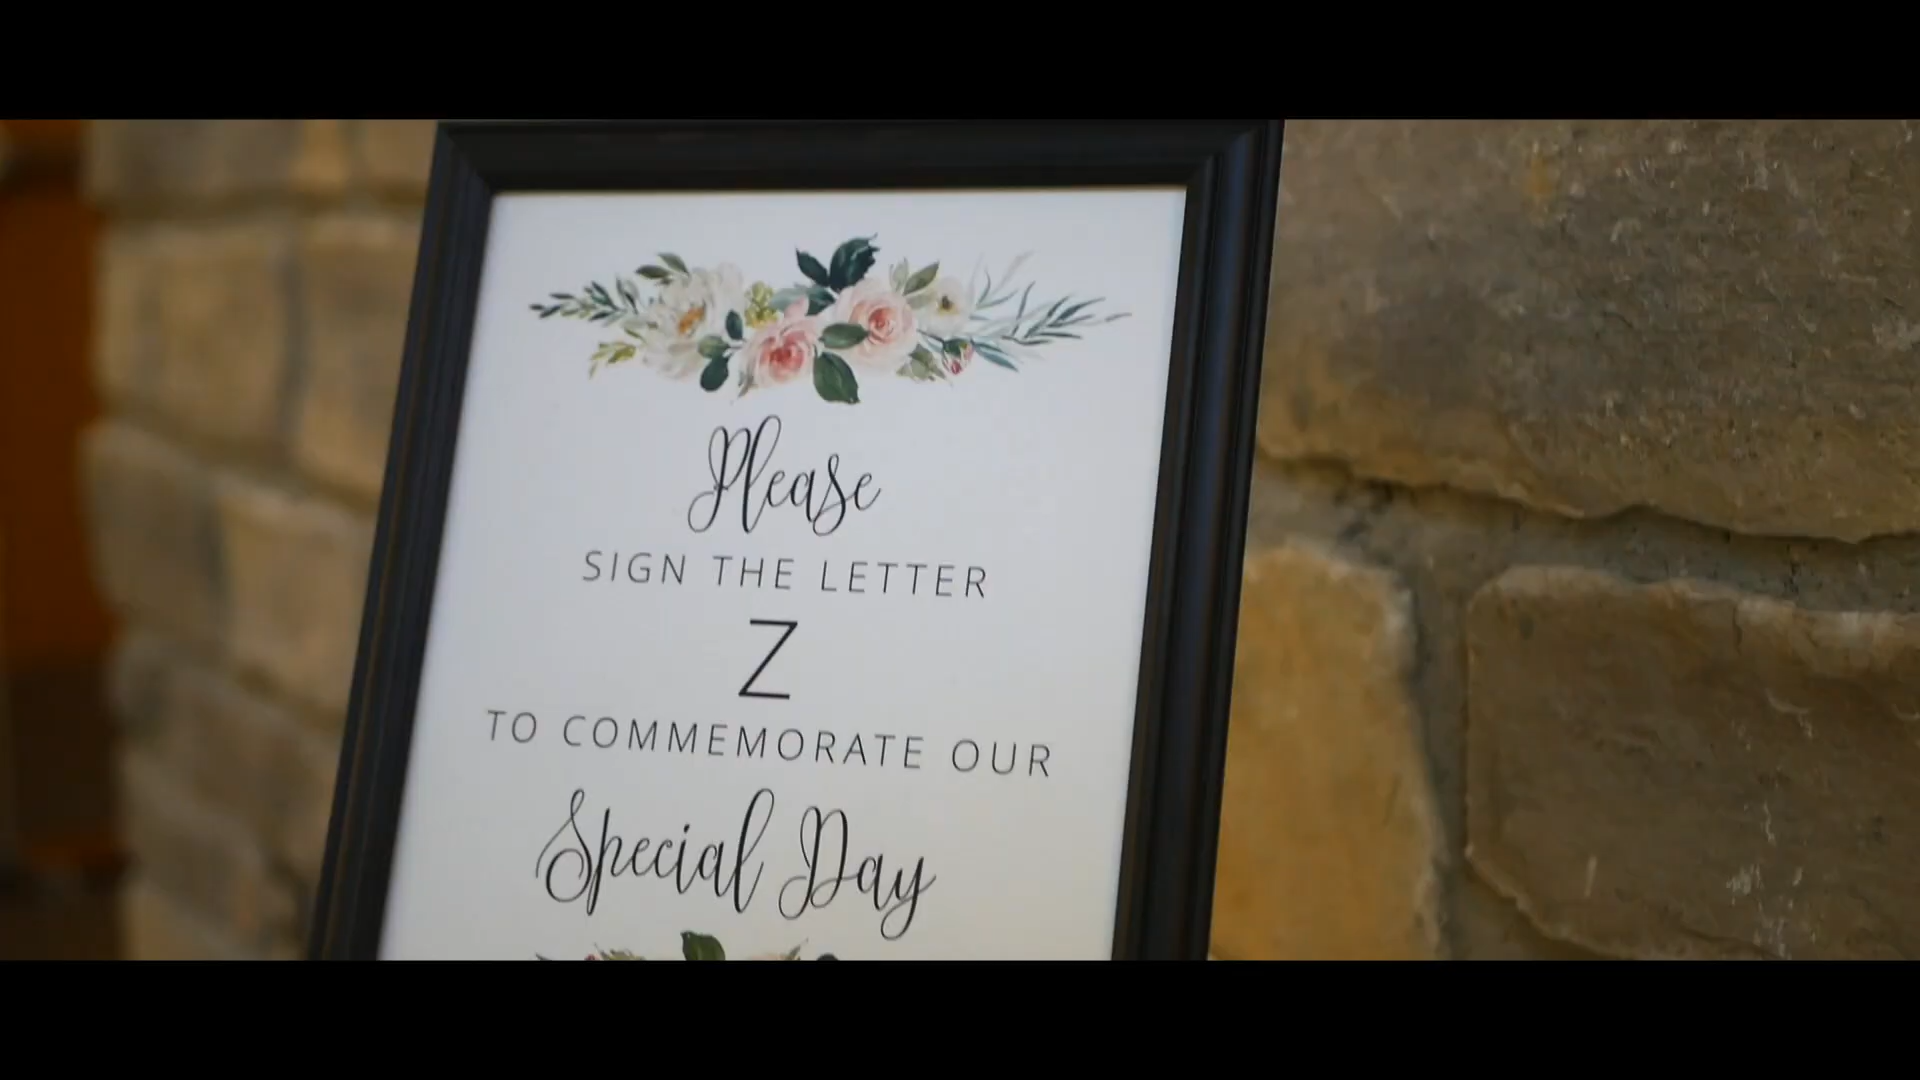 Please
SIGN THE LETTER
Z
TO COMMEMORATE OUR
Special Day